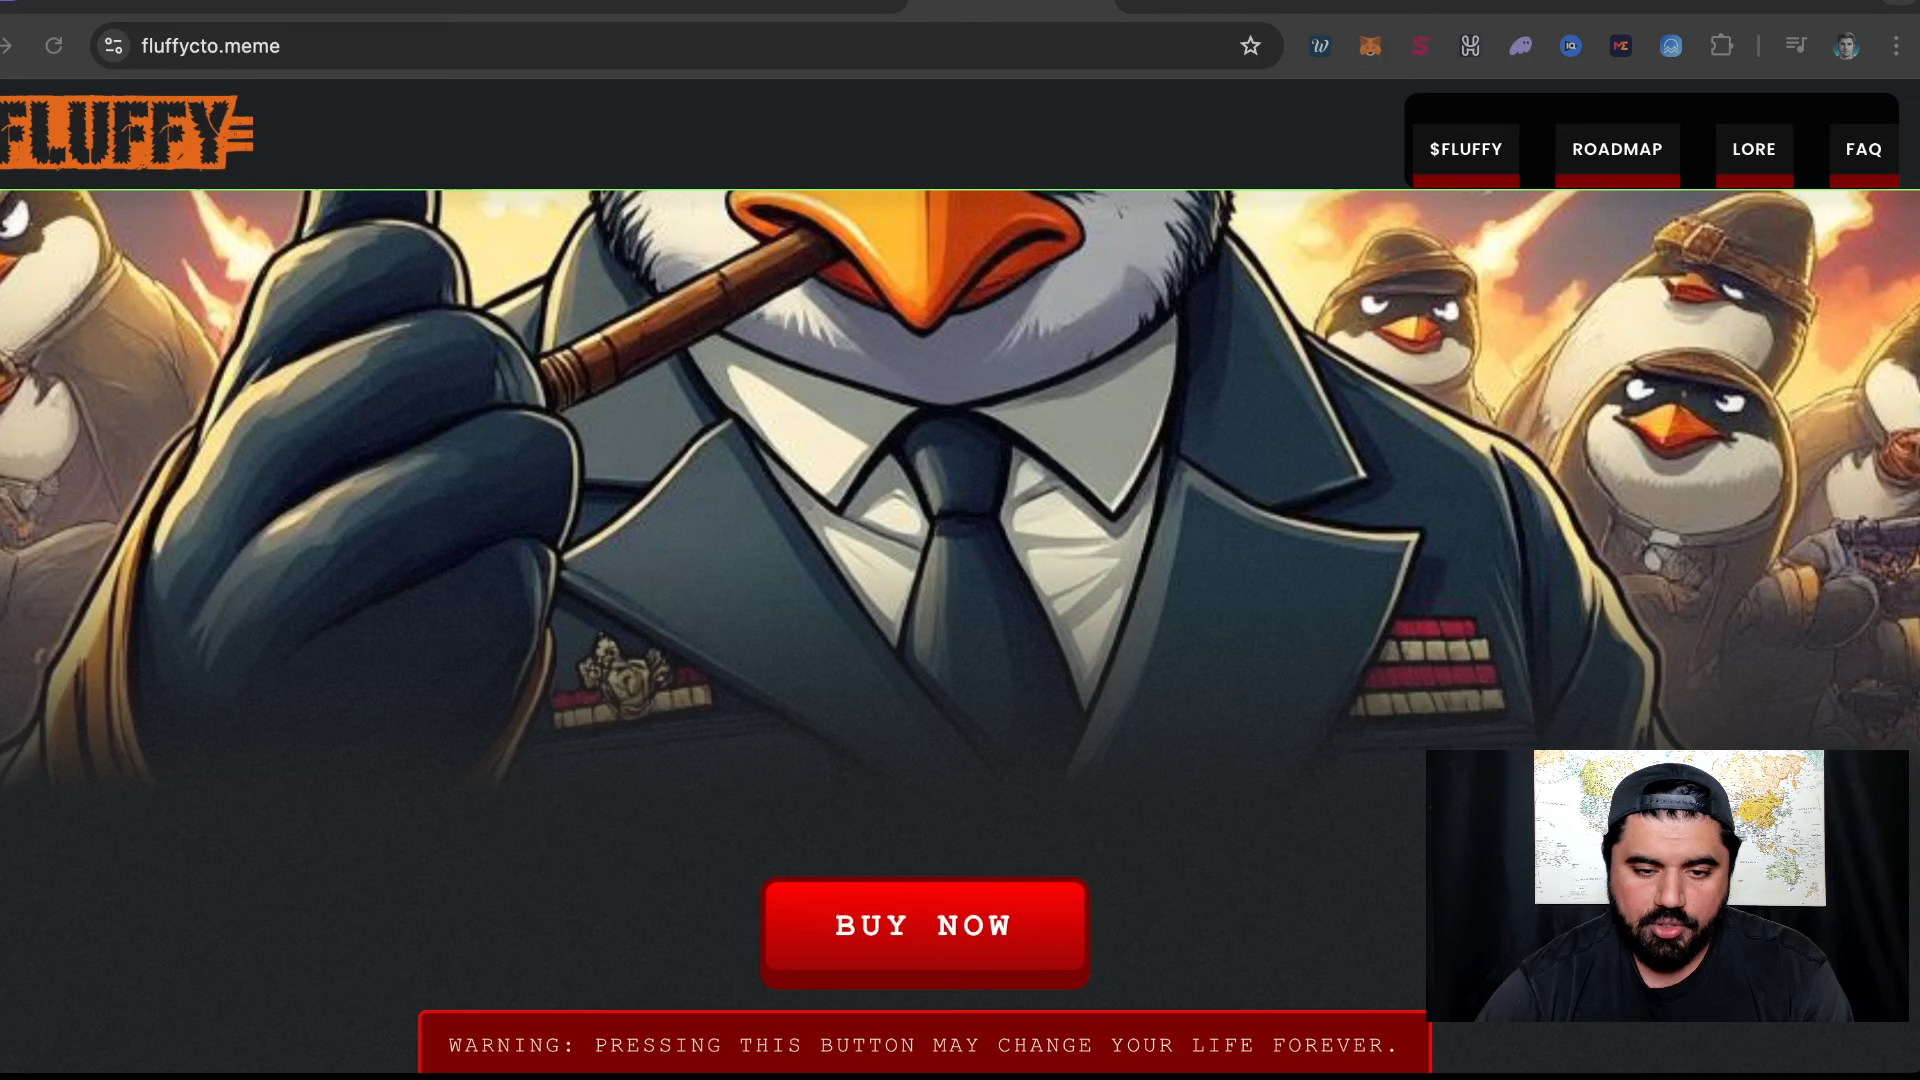 fluffycto.meme
FLUFFY
$FLUFFY
ROADMAP
LORE
FAQ
BUY NOW
WARNING: PRESSING THIS BUTTON MAY CHANGE YOUR LIFE FOREVER.